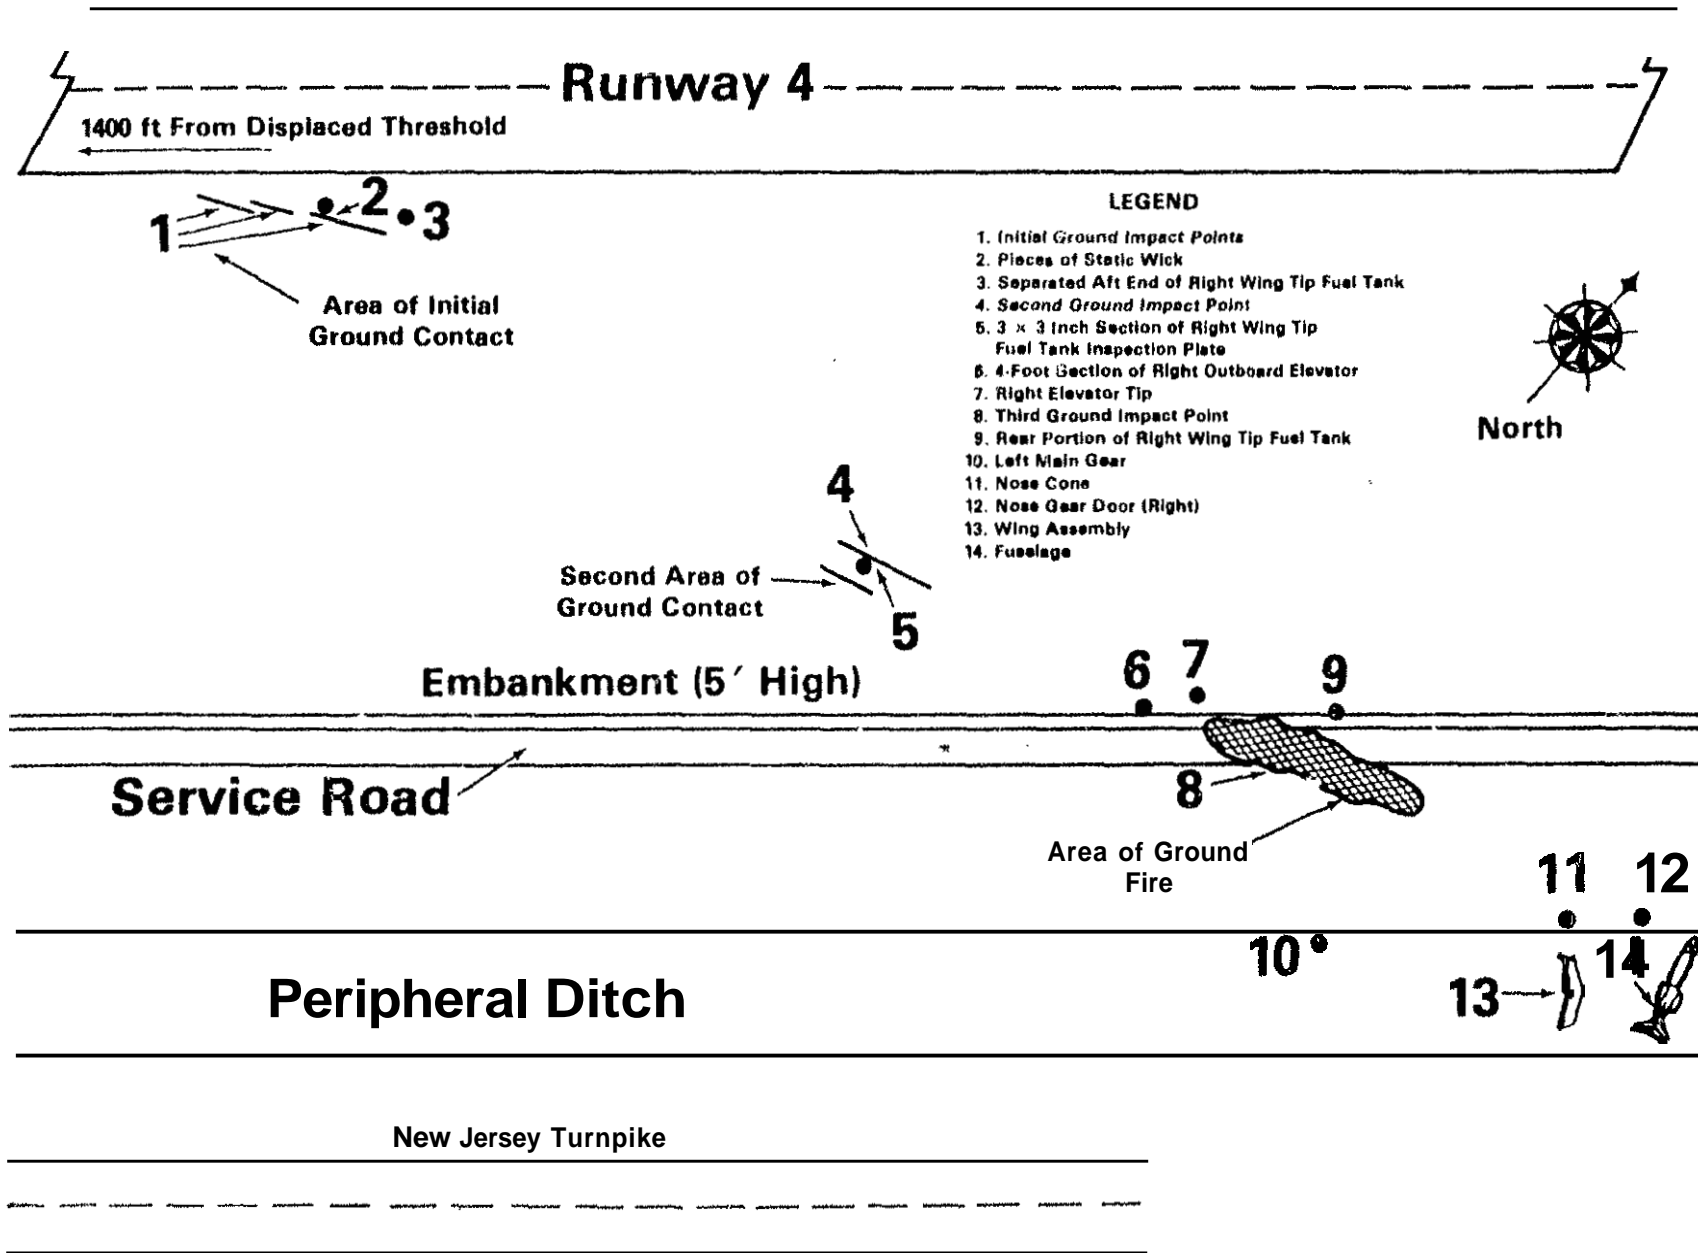 Runway 4
1400 ft From Displaced Threshold
1
2
3
Area of Initial
Ground Contact
LEGEND
1. Initial Ground Impact Points
2. Pieces of Static Wick
3. Separated Aft End of Right Wing Tip Fuel Tank
4. Second Ground Impact Point
5. 3 × 3 Inch Section of Right Wing Tip
Fuel Tank Inspection Plate
6. 4-Foot Section of Right Outboard Elevator
7. Right Elevator Tip
8. Third Ground Impact Point
9. Rear Portion of Right Wing Tip Fuel Tank
10. Left Main Gear
11. Nose Cone
12. Nose Gear Door (Right)
13. Wing Assembly
14. Fuselage
North
4
Second Area of
Ground Contact
5
Embankment (5′ High)
6
7
9
Service Road
8
Area of Ground
Fire
11
12
10
14
13
Peripheral Ditch
New Jersey Turnpike